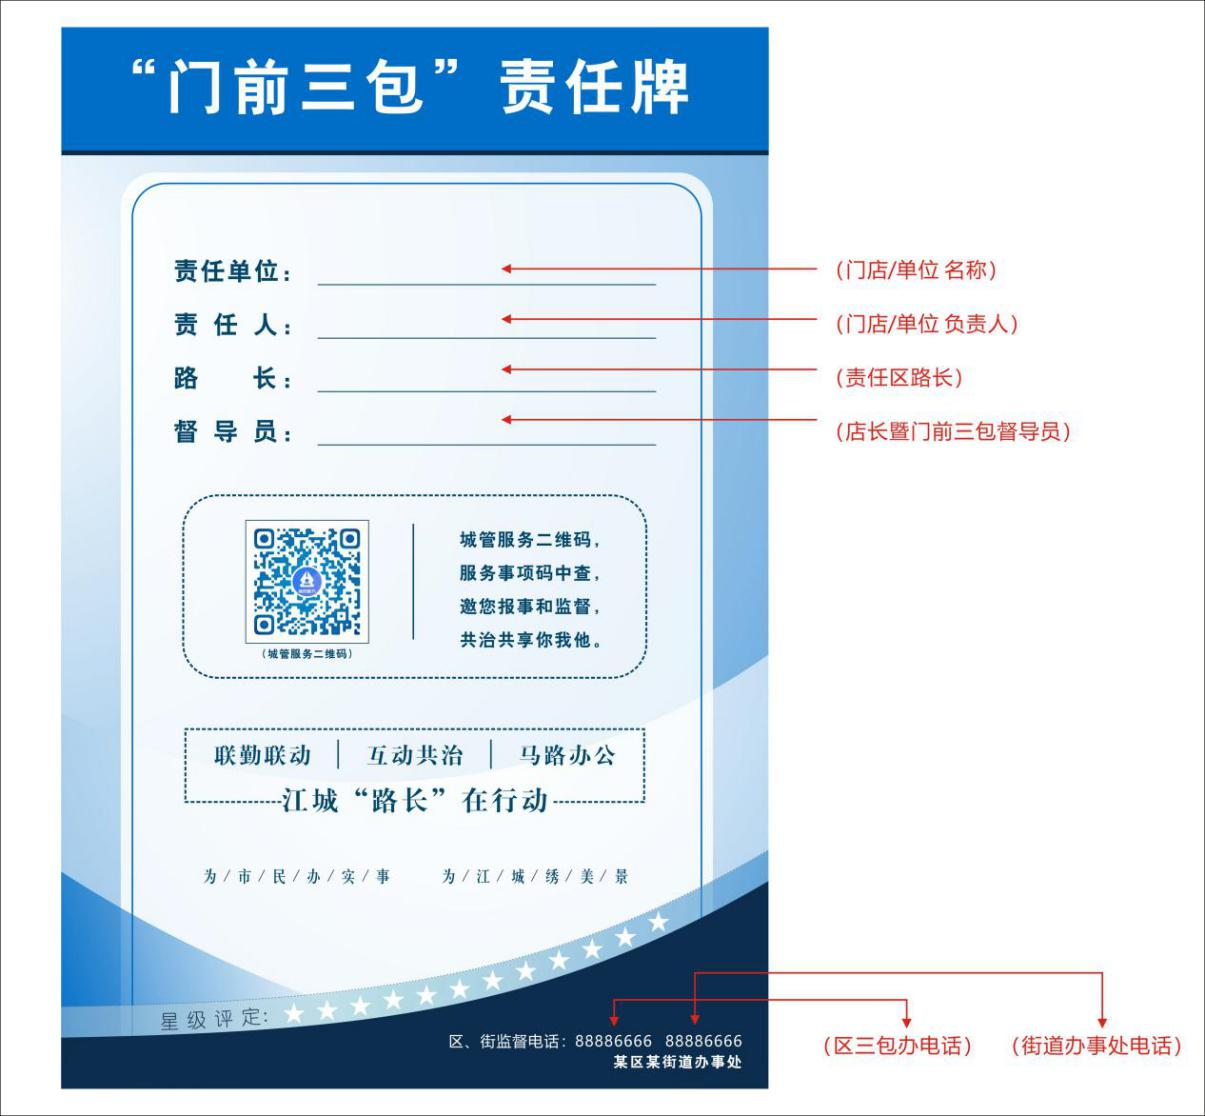 “门前三包”责任牌
责任单位：
（门店/单位 名称）
责 任 人：
（门店/单位 负责人）
路 长：
（责任区路长）
督 导 员：
（店长暨门前三包督导员）
城管服务二维码，
服务事项码中查，
邀您报事和监督，
共治共享你我他。
（城管服务二维码）
联勤联动｜互动共治｜马路办公
江城“路长”在行动
为/市/民/办/实/事 为/江/城/绣/美/景
星级评定：
区、街监督电话：88886666 88886666
某区某街道办事处
（区三包办电话）
（街道办事处电话）